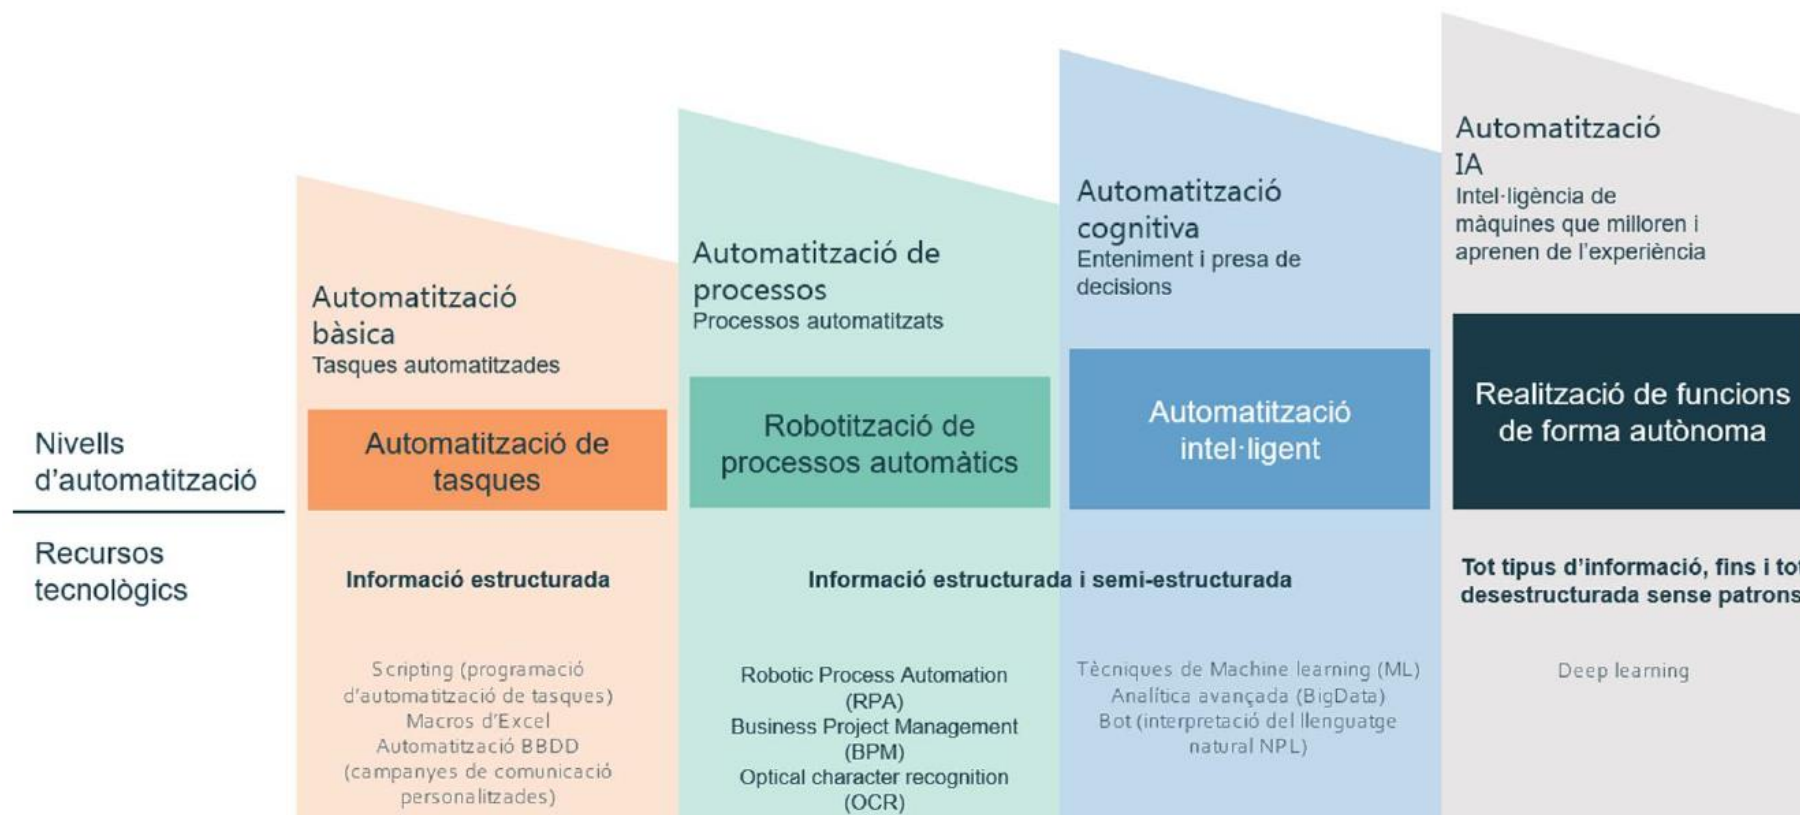 Nivells
d'automatització
Recursos
tecnològics
Automatització
bàsica
Tasques automatitzades
Automatització de
tasques
Informació estructurada
Scripting (programació
d'automatització de tasques)
Macros d'Excel
Automatització BBDD
(campanyes de comunicació
personalitzades)
Automatització de
processos
Processos automatitzats
Robotització de
processos automàtics
Informació estructurada i semi-estructurada
Robotic Process Automation
(RPA)
Business Project Management
(BPM)
Optical character recognition
(OCR)
Automatització
cognitiva
Enteniment i presa de
decisions
Automatització
intel·ligent
Tècniques de Machine learning (ML)
Analítica avançada (BigData)
Bot (interpretació del llenguatge
natural NPL)
Automatització
IA
Intel·ligència de
màquines que milloren i
aprenen de l'experiència
Realització de funcions
de forma autònoma
Tot tipus d'informació, fins i tot
desestructurada sense patrons
Deep learning